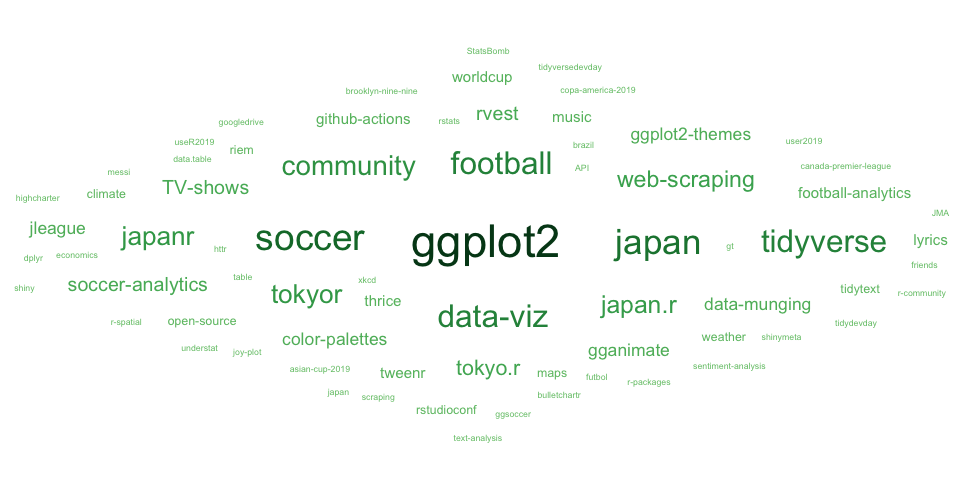 StatsBomb
tidyversedevday
worldcup
brooklyn-nine-nine
copa-america-2019
googledrive
github-actions
rstats
rvest
music
ggplot2-themes
user2019
useR2019
riem
data.table
community
football
brazil
API
web-scraping
canada-premier-league
messi
highcharter
climate
TV-shows
football-analytics
JMA
jleague
japanr
httr
soccer
ggplot2
japan
gt
tidyverse
lyrics
dplyr
economics
friends
shiny
soccer-analytics
table
tokyor
xkcd
thrice
japan.r
data-munging
tidytext
r-community
r-spatial
open-source
data-viz
tidydevday
understat
joy-plot
color-palettes
gganimate
weather
shinymeta
asian-cup-2019
tweenr
tokyo.r
maps
futbol
r-packages
sentiment-analysis
japan
scraping
rstudioconf
ggsoccer
bulletchartr
text-analysis